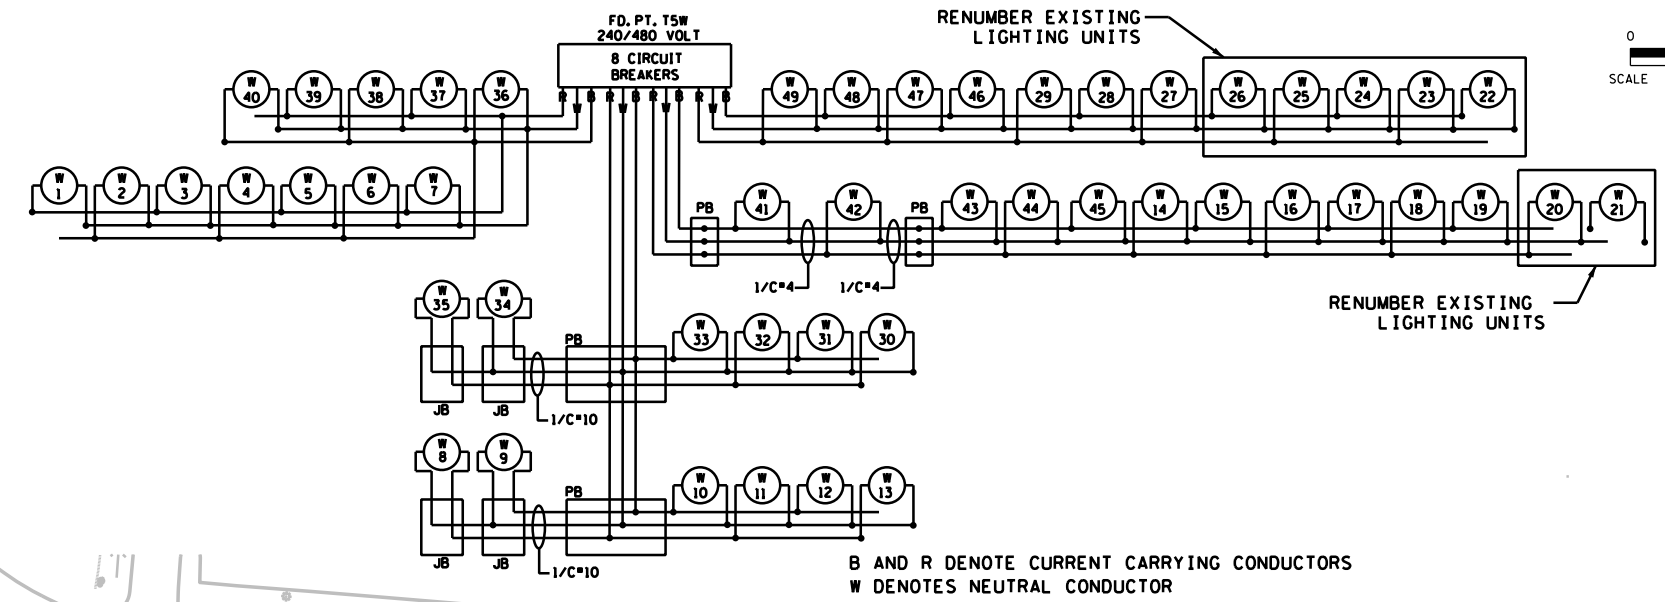 FD. PT. T5W
240/480 VOLT
8 CIRCUIT
BREAKERS
RENUMBER EXISTING
LIGHTING UNITS
0
SCALE
W 40 W 39 W 38 W 37 W 36
R W B R W B R W B R W B
W 49 W 48 W 47 W 46 W 29 W 28 W 27 W 26 W 25 W 24 W 23 W 22
W 1 W 2 W 3 W 4 W 5 W 6 W 7
PB W 41 W 42 PB W 43 W 44 W 45 W 14 W 15 W 16 W 17 W 18 W 19 W 20 W 21
1/C#4 1/C#4
RENUMBER EXISTING
LIGHTING UNITS
W 35 W 34 PB W 33 W 32 W 31 W 30
JB JB 1/C#10
W 8 W 9 PB W 10 W 11 W 12 W 13
JB JB 1/C#10
B AND R DENOTE CURRENT CARRYING CONDUCTORS
W DENOTES NEUTRAL CONDUCTOR